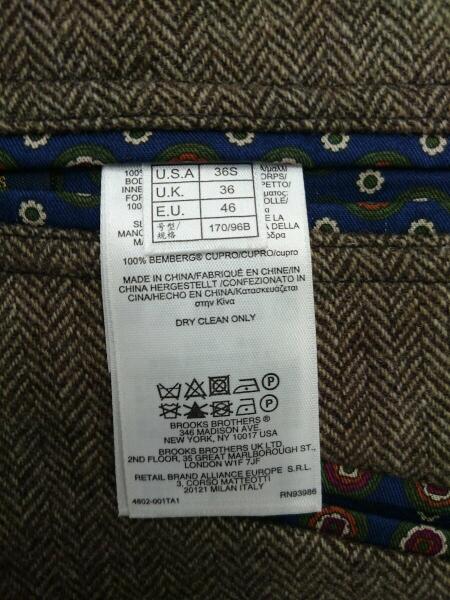 U.S.A 36S
U.K. 36
E.U. 46
号型/规格 170/96B
100% BEMBERG® CUPRO/CUPRO/cupro
MADE IN CHINA/FABRIQUÉ EN CHINE/IN
CHINA HERGESTELLT /CONFEZIONATO IN
CINA/HECHO EN CHINA/Κατασκευάζεται
στην Κίνα
DRY CLEAN ONLY
BROOKS BROTHERS ®
346 MADISON AVE
NEW YORK, NY 10017 USA
BROOKS BROTHERS UK LTD,
2ND FLOOR, 35 GREAT MARLBOROUGH ST.,
LONDON W1F 7JF
RETAIL BRAND ALLIANCE EUROPE S.R.L.
3, CORSO MATTEOTTI
20121 MILAN ITALY
4602-001TA1 RN93986